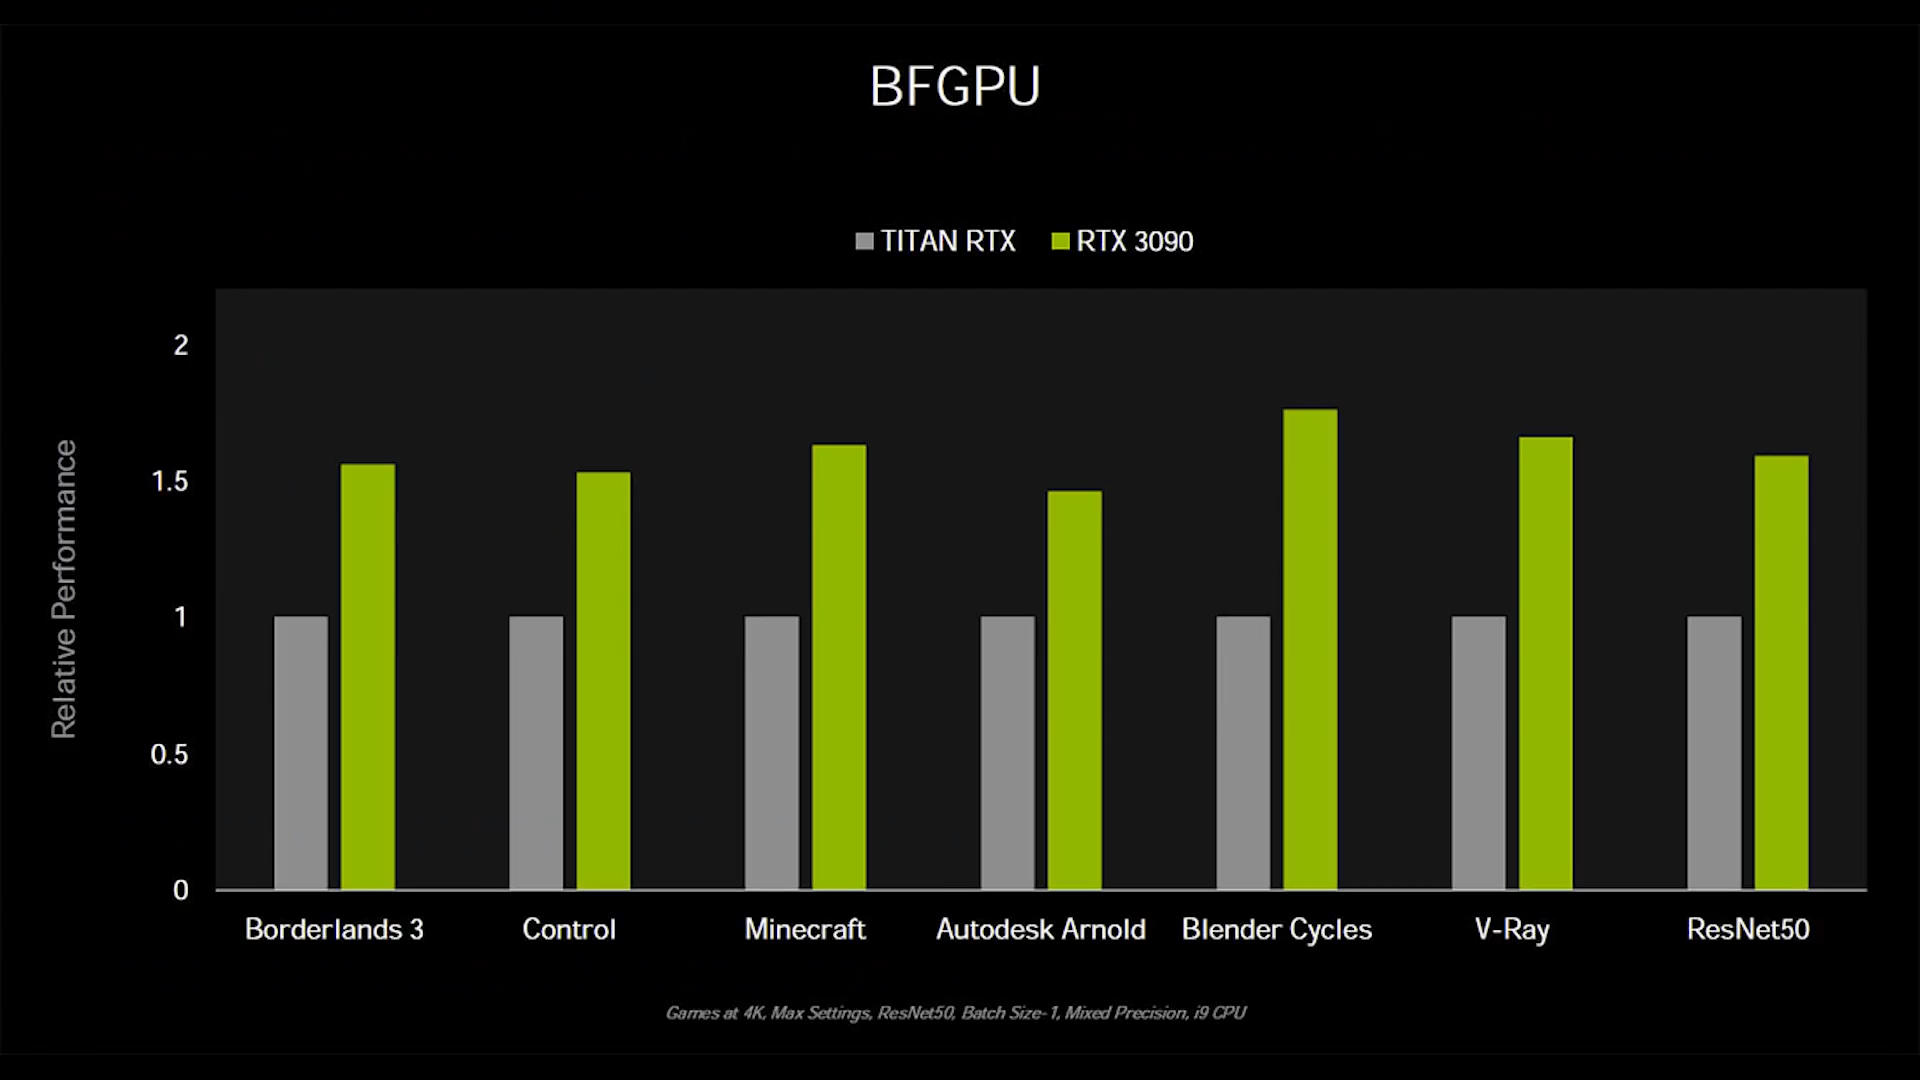 BFGPU
TITAN RTX RTX 3090
Relative Performance
2
1.5
1
0.5
0
Borderlands 3 Control Minecraft Autodesk Arnold Blender Cycles V-Ray ResNet50
Games at 4K, Max Settings, ResNet50, Batch Size-1, Mixed Precision, i9 CPU